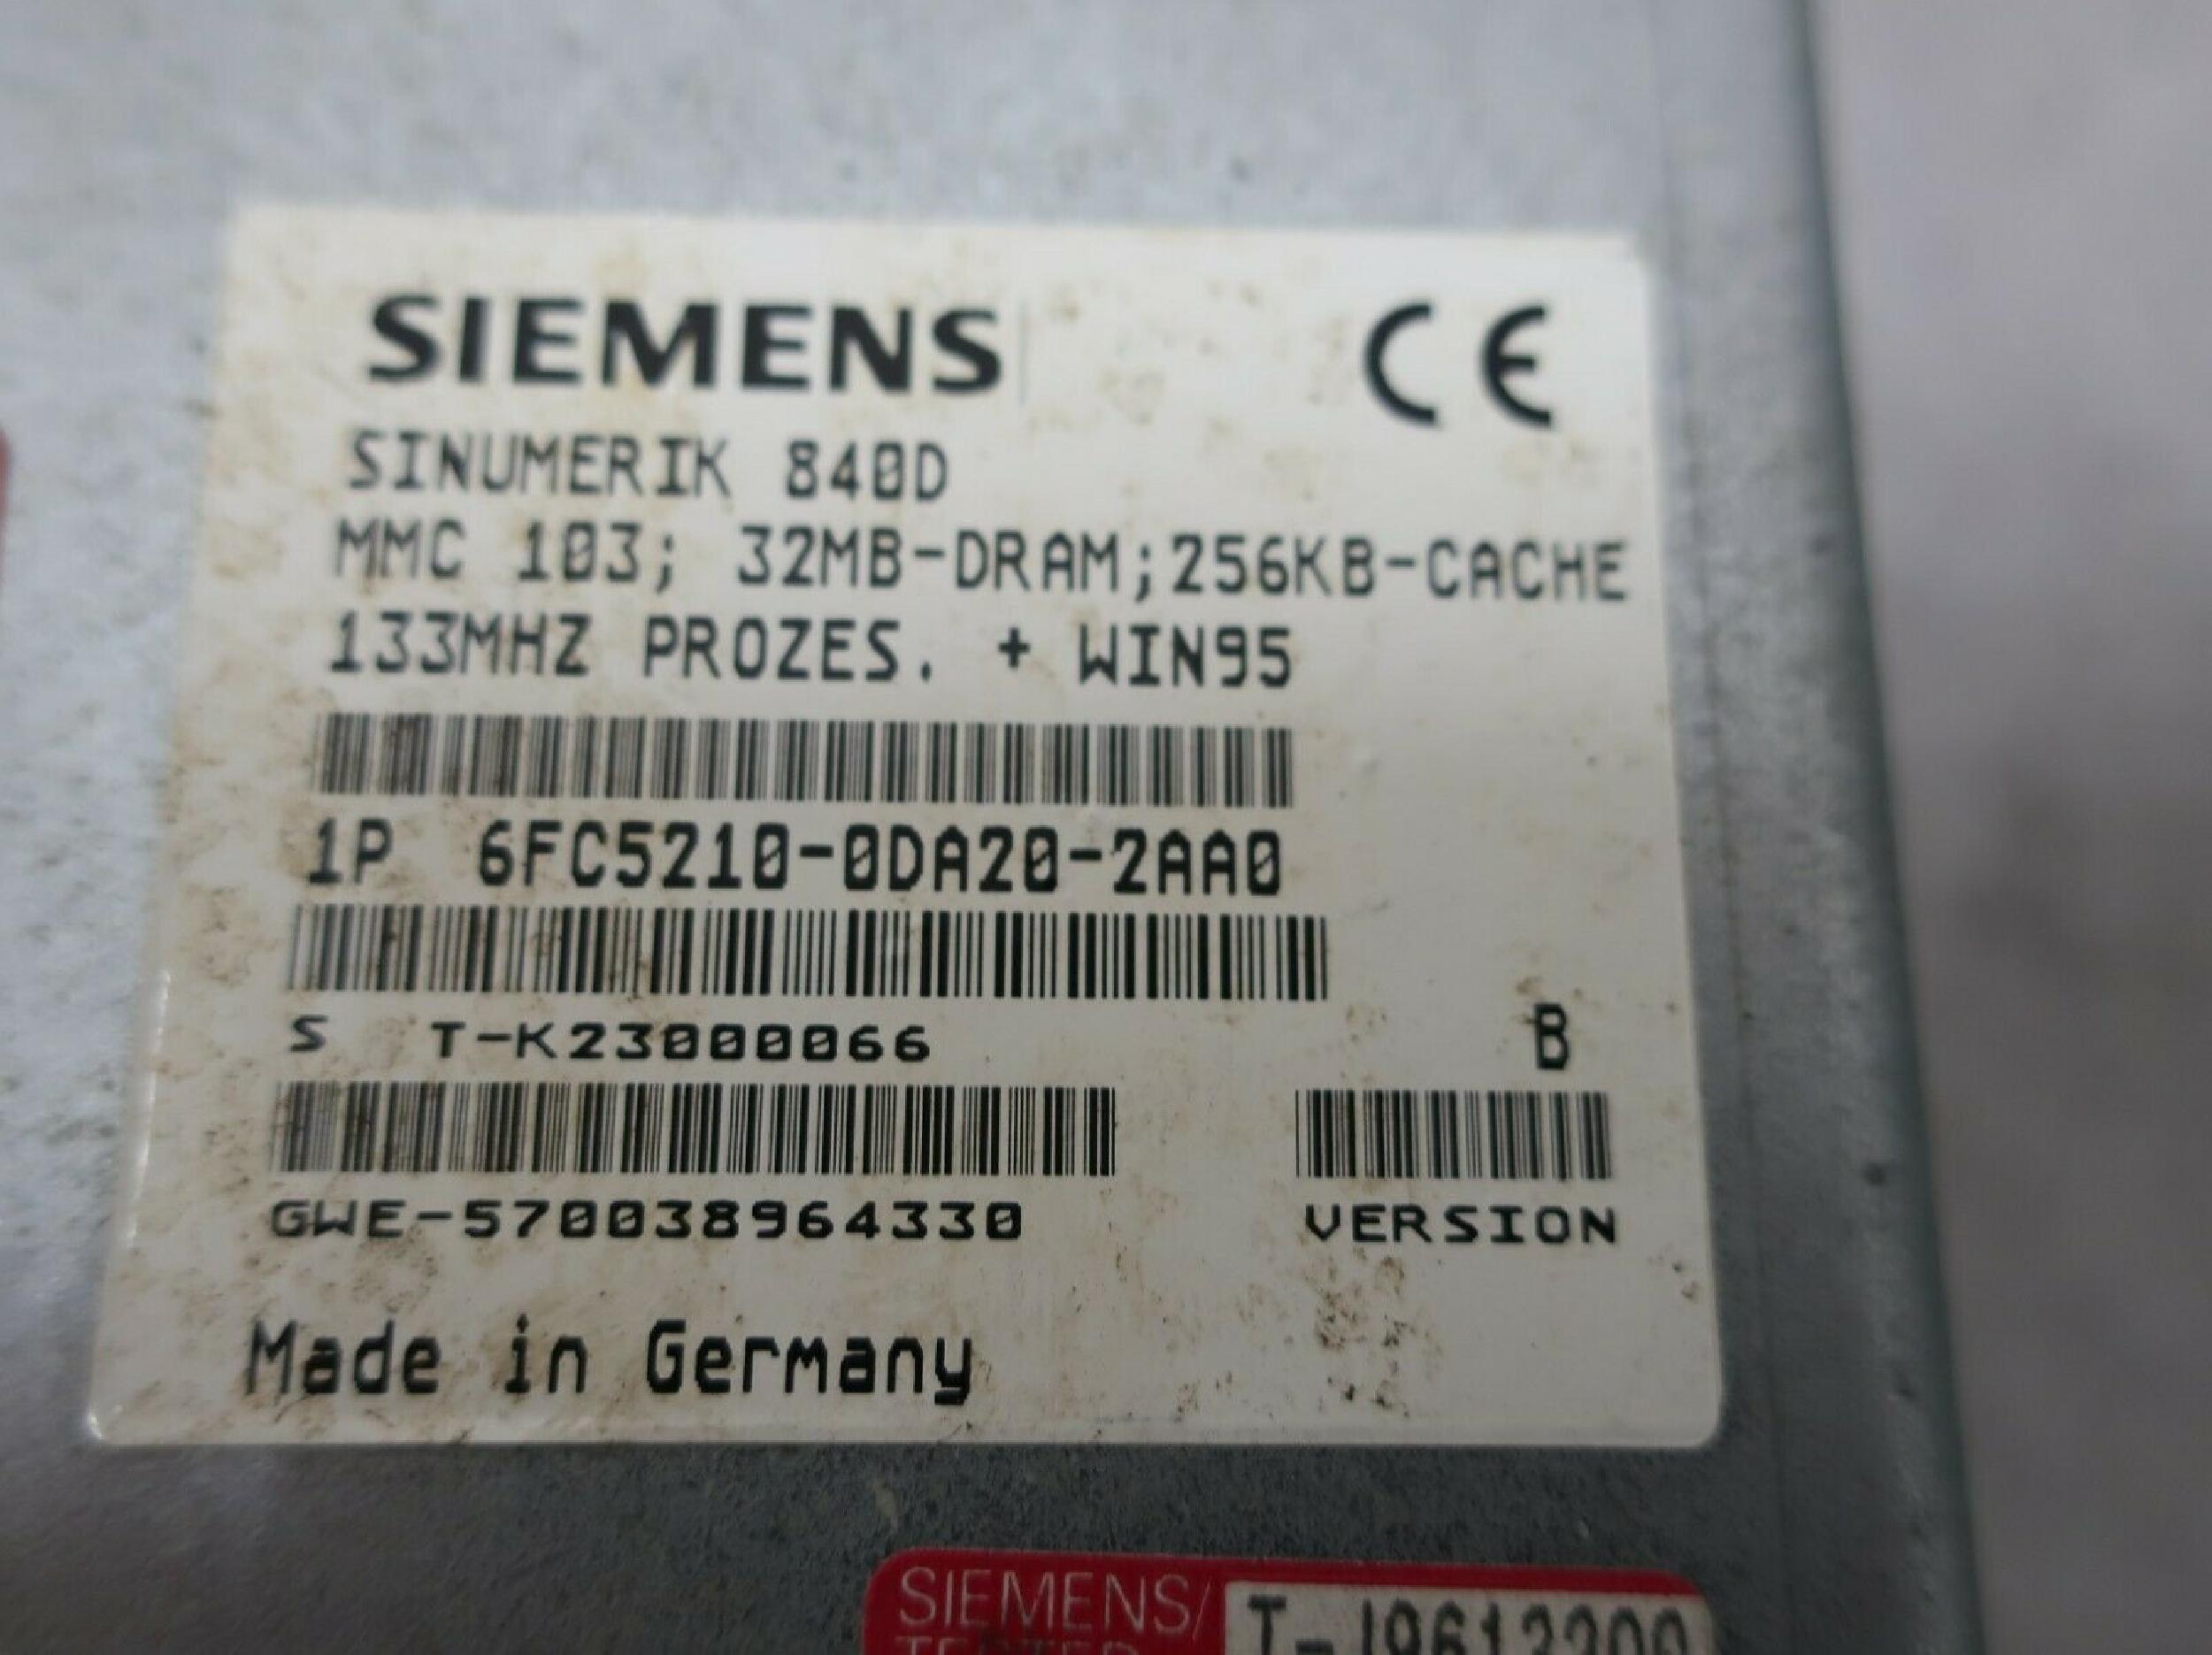 SIEMENS CE
SINUMERIK 840D
MMC 103; 32MB-DRAM;256KB-CACHE
133MHZ PROZES. + WIN95
1P 6FC5210-0DA20-2AA0
S T-K23000066 B
GWE-570038964330 VERSION
Made in Germany
SIEMENS/